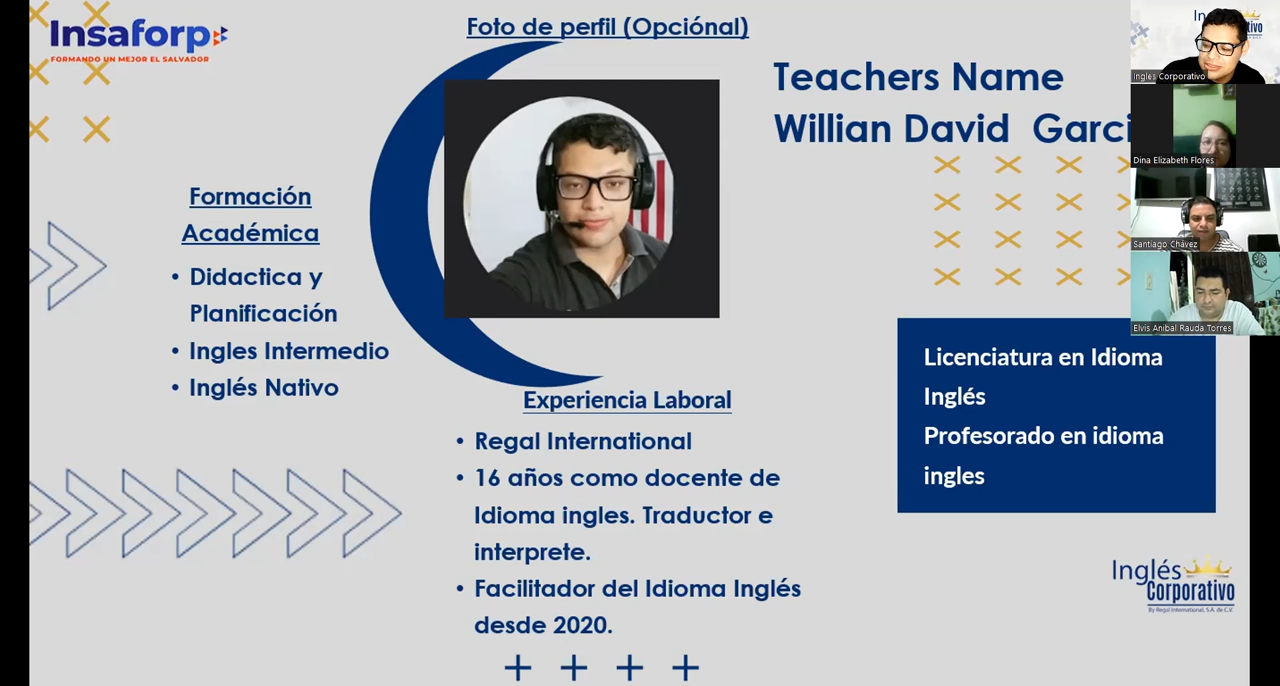 Insaforp
FORMANDO UN MEJOR EL SALVADOR
Foto de perfil (Opciónal)
Teachers Name
Willian David Garci
Formación
Académica
• Didactica y
Planificación
• Ingles Intermedio
• Inglés Nativo
Experiencia Laboral
• Regal International
• 16 años como docente de
Idioma ingles. Traductor e
interprete.
• Facilitador del Idioma Inglés
desde 2020.
Licenciatura en Idioma
Inglés
Profesorado en idioma
ingles
Inglés
Corporativo
By Regal International, S.A. de C.V.
Ingles Corporativo
Dina Elizabeth Flores
Santiago Chávez
Elvis Anibal Rauda Torres